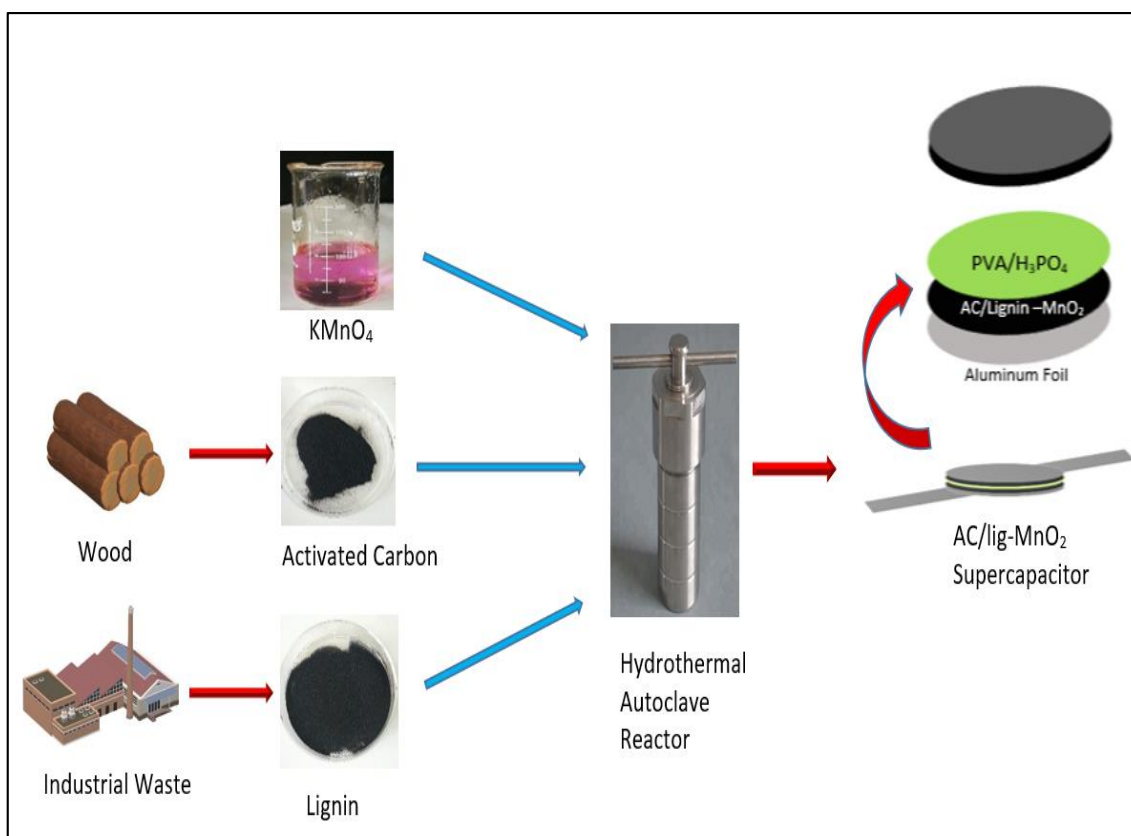 KMnO₄
Wood
Activated Carbon
Industrial Waste
Lignin
Hydrothermal
Autoclave
Reactor
PVA/H₃PO₄
AC/Lignin –MnO₂
Aluminum Foil
AC/lig-MnO₂
Supercapacitor